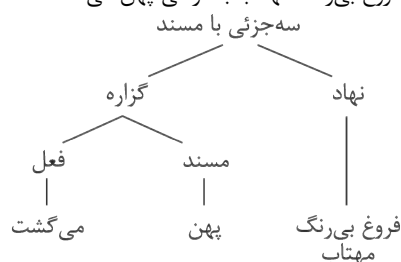 سه‌جزئی با مسند
نهاد گزاره
مسند فعل
فروغ بی‌رنگ پهن می‌گشت
مهتاب